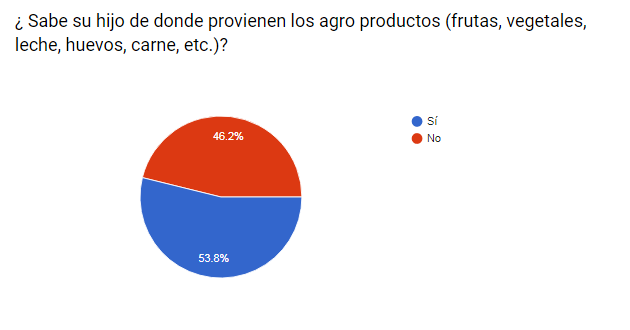 ¿ Sabe su hijo de donde provienen los agro productos (frutas, vegetales,
leche, huevos, carne, etc.)?
Sí
No
46.2%
53.8%